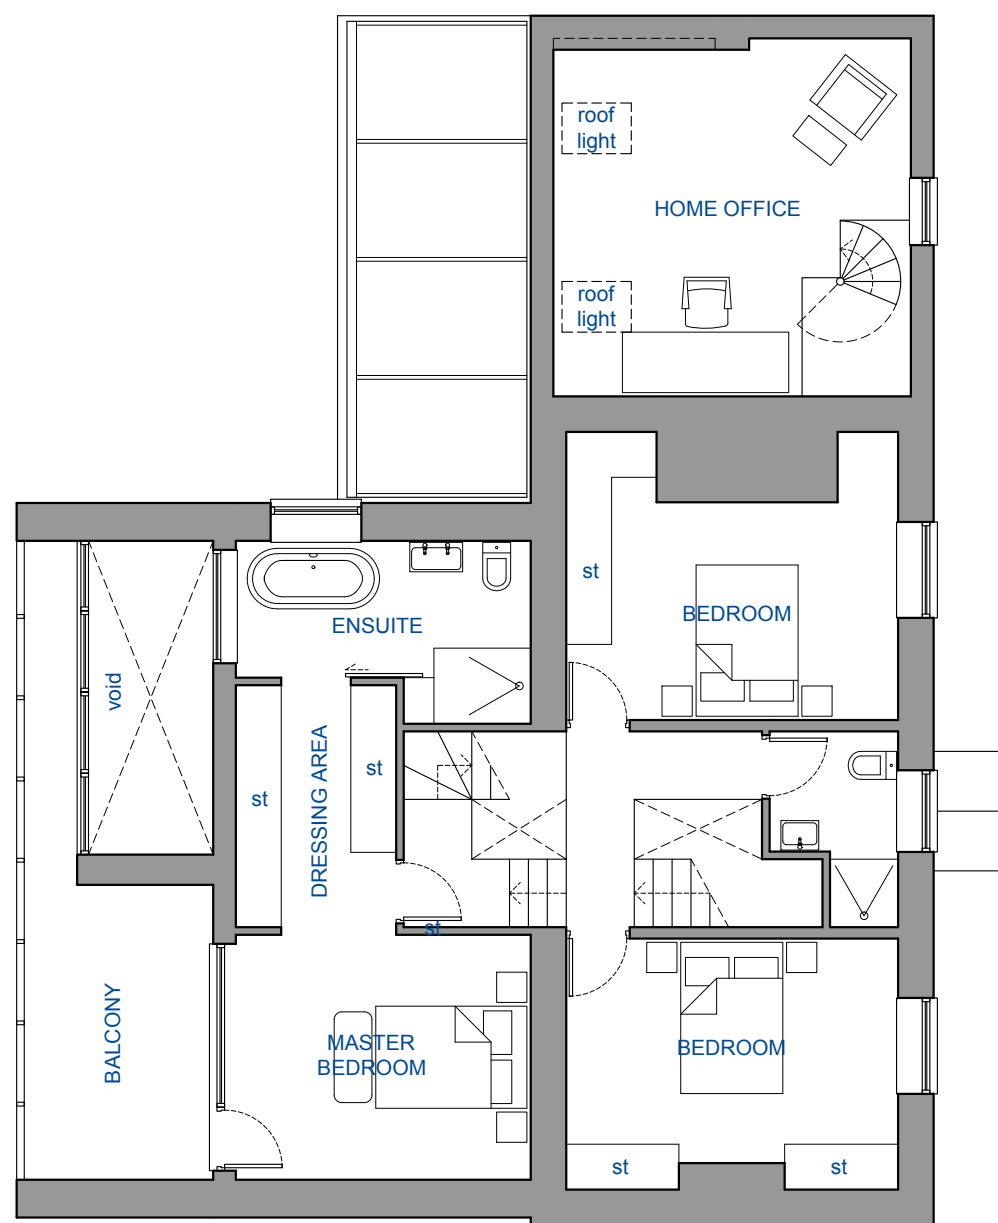 roof
light
HOME OFFICE
roof
light
st
BEDROOM
ENSUITE
void
DRESSING AREA
st
st
st
BALCONY
MASTER
BEDROOM
BEDROOM
st
st